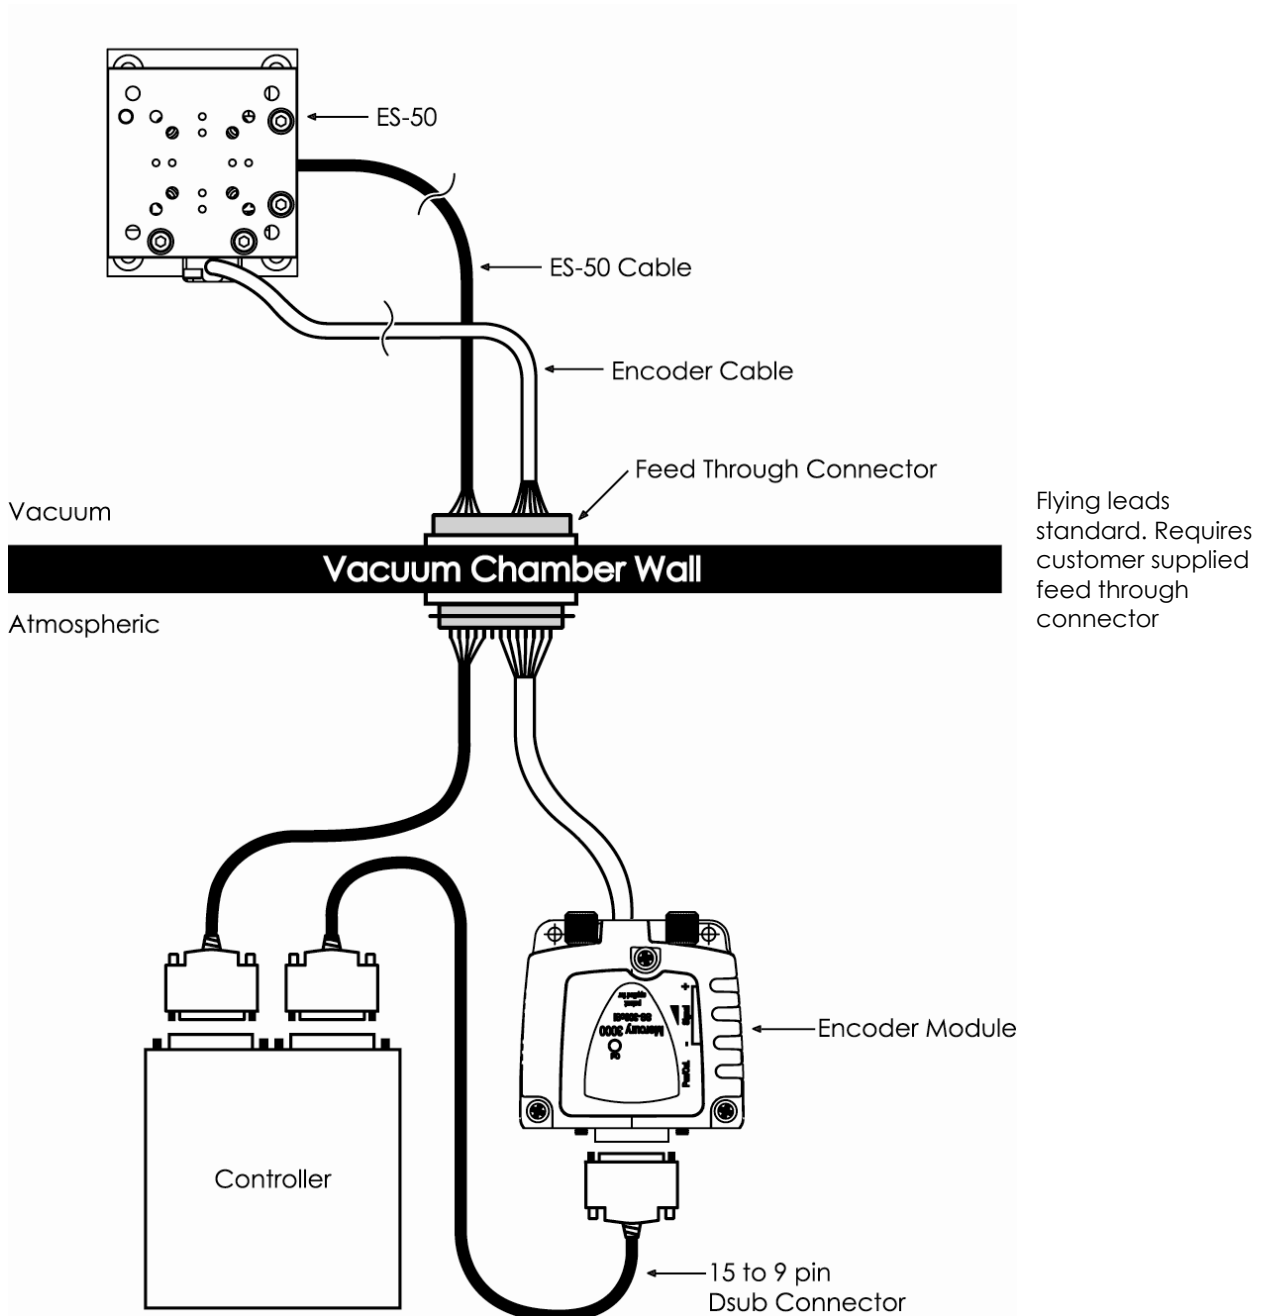 ES-50
ES-50 Cable
Encoder Cable
Feed Through Connector
Vacuum
Vacuum Chamber Wall
Atmospheric
Flying leads
standard. Requires
customer supplied
feed through
connector
Mercury 3000
+
Signal
-
Encoder Module
Controller
15 to 9 pin
Dsub Connector